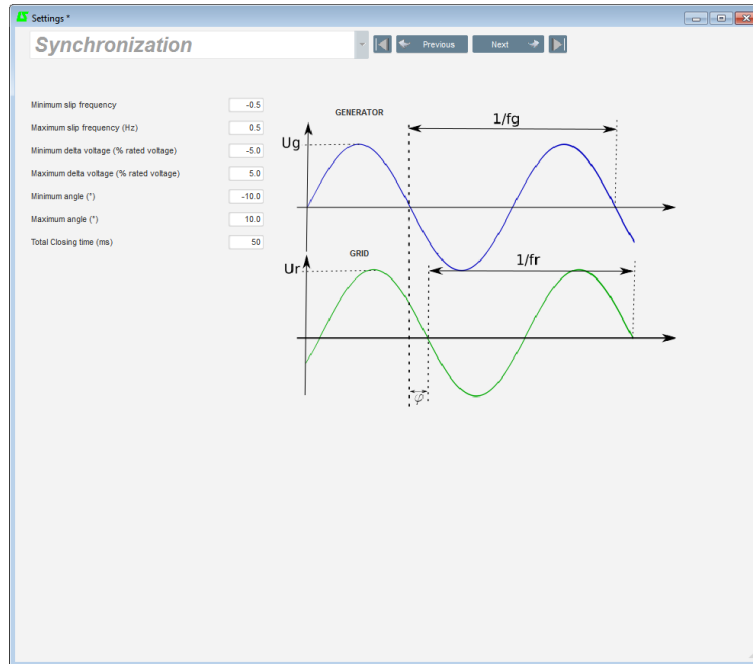 Settings *
Synchronization
Previous
Next
Minimum slip frequency
-0.5
Maximum slip frequency (Hz)
0.5
Minimum delta voltage (% rated voltage)
-5.0
Maximum delta voltage (% rated voltage)
5.0
Minimum angle (°)
-10.0
Maximum angle (°)
10.0
Total Closing time (ms)
50
GENERATOR
1/fg
Ug
GRID
Ur
1/fr
φ